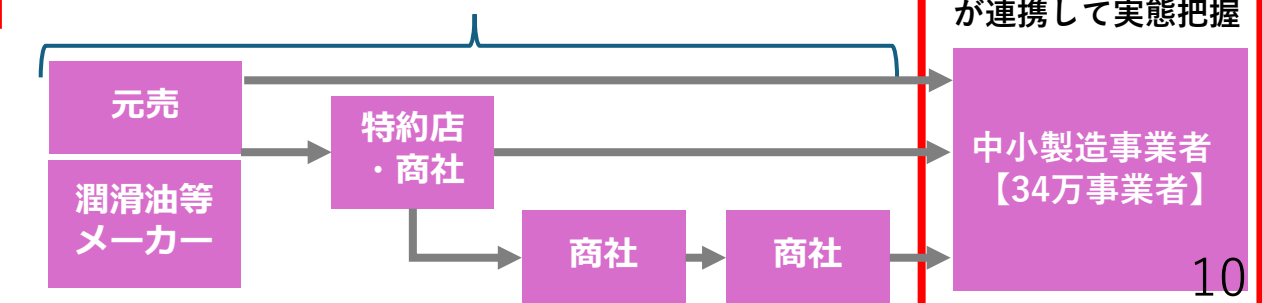 が連携して実態把握
元売
特約店
・商社
中小製造事業者
【34万事業者】
潤滑油等
メーカー
商社
商社
10